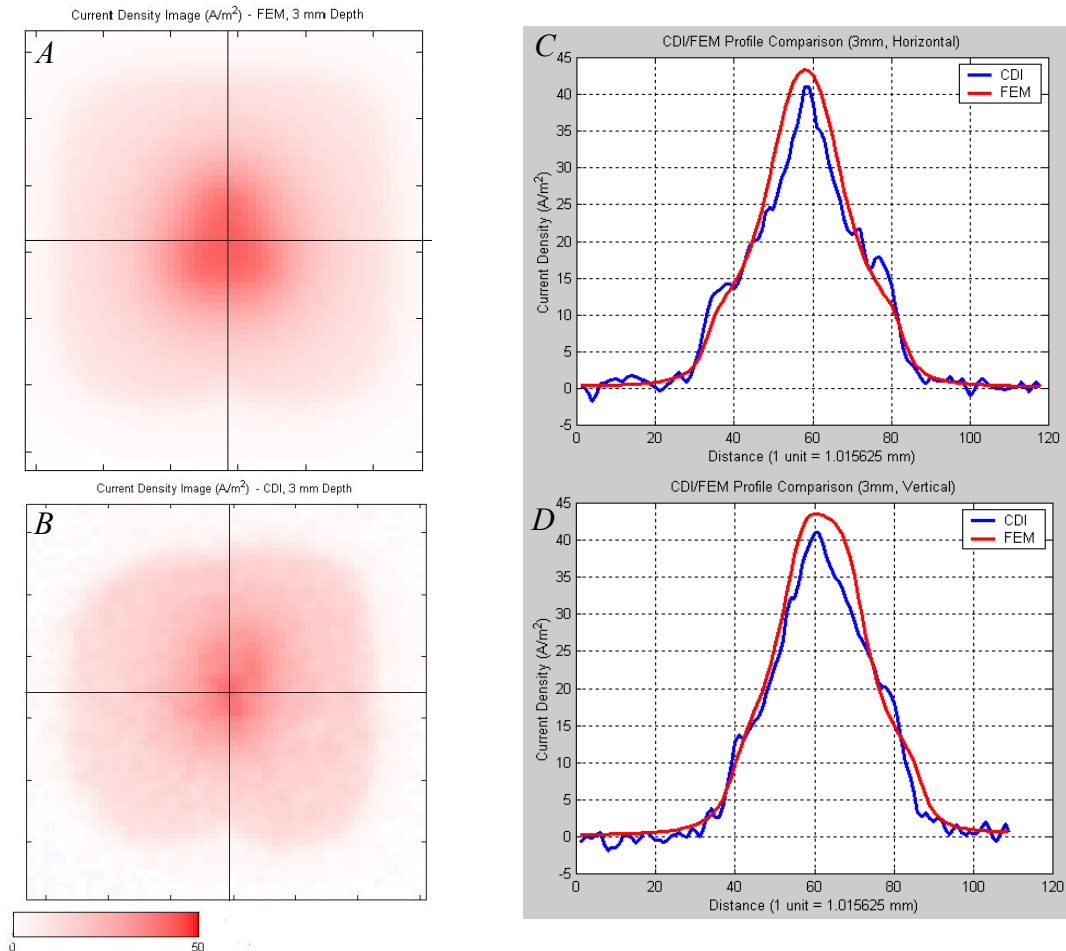 Current Density Image (A/m²) - FEM, 3 mm Depth
A
Current Density Image (A/m²) - CDI, 3 mm Depth
B
0
50
C
CDI/FEM Profile Comparison (3mm, Horizontal)
CDI
FEM
45
40
35
30
25
20
15
10
5
0
-5
Current Density (A/m²)
0 20 40 60 80 100 120
Distance (1 unit = 1.015625 mm)
D
CDI/FEM Profile Comparison (3mm, Vertical)
CDI
FEM
45
40
35
30
25
20
15
10
5
0
-5
Current Density (A/m²)
0 20 40 60 80 100 120
Distance (1 unit = 1.015625 mm)